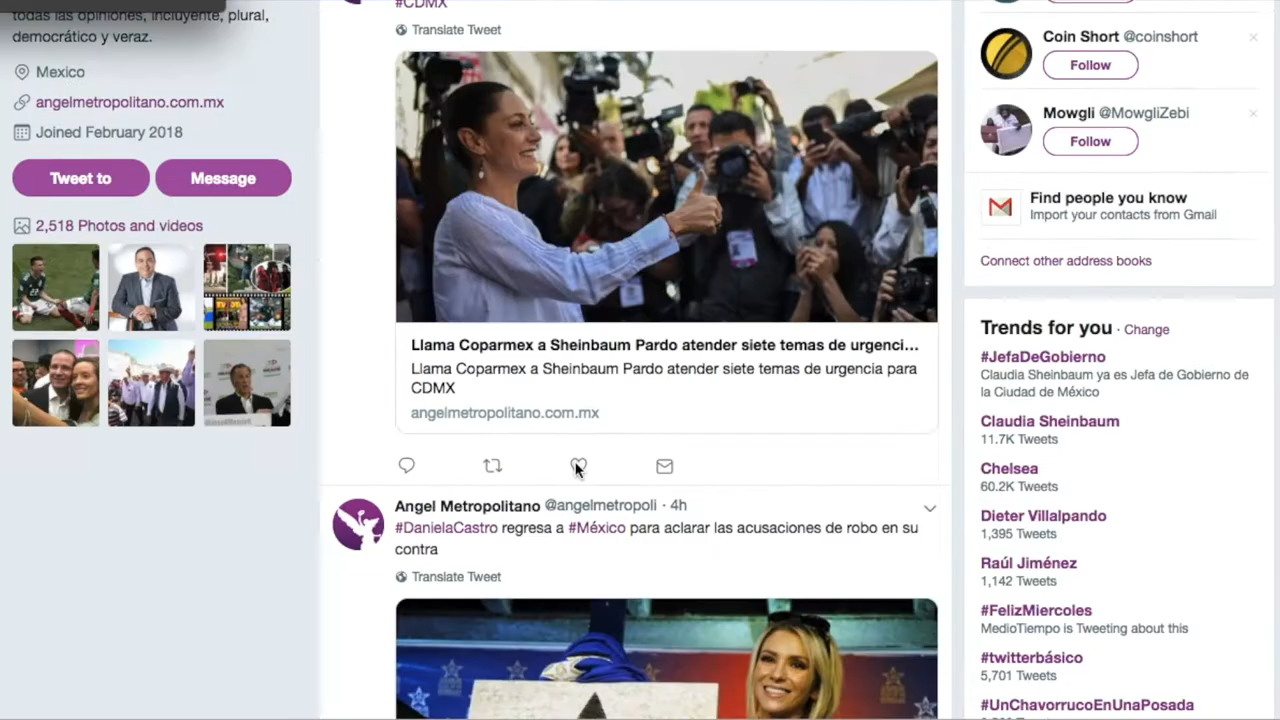 todas las opiniones, incluyente, plural,
democrático y veraz.
Mexico
angelmetropolitano.com.mx
Joined February 2018
Tweet to
Message
2,518 Photos and videos
#CDMX
Translate Tweet
Llama Coparmex a Sheinbaum Pardo atender siete temas de urgenci...
Llama Coparmex a Sheinbaum Pardo atender siete temas de urgencia para
CDMX
angelmetropolitano.com.mx
Angel Metropolitano @angelmetropoli · 4h
#DanielaCastro regresa a #México para aclarar las acusaciones de robo en su
contra
Translate Tweet
Coin Short @coinshort
Follow
Mowgli @MowgliZebi
Follow
Find people you know
Import your contacts from Gmail
Connect other address books
Trends for you · Change
#JefaDeGobierno
Claudia Sheinbaum ya es Jefa de Gobierno de
la Ciudad de México
Claudia Sheinbaum
11.7K Tweets
Chelsea
60.2K Tweets
Dieter Villalpando
1,395 Tweets
Raúl Jiménez
1,142 Tweets
#FelizMiercoles
MedioTiempo is Tweeting about this
#twitterbásico
5,701 Tweets
#UnChavorrucoEnUnaPosada